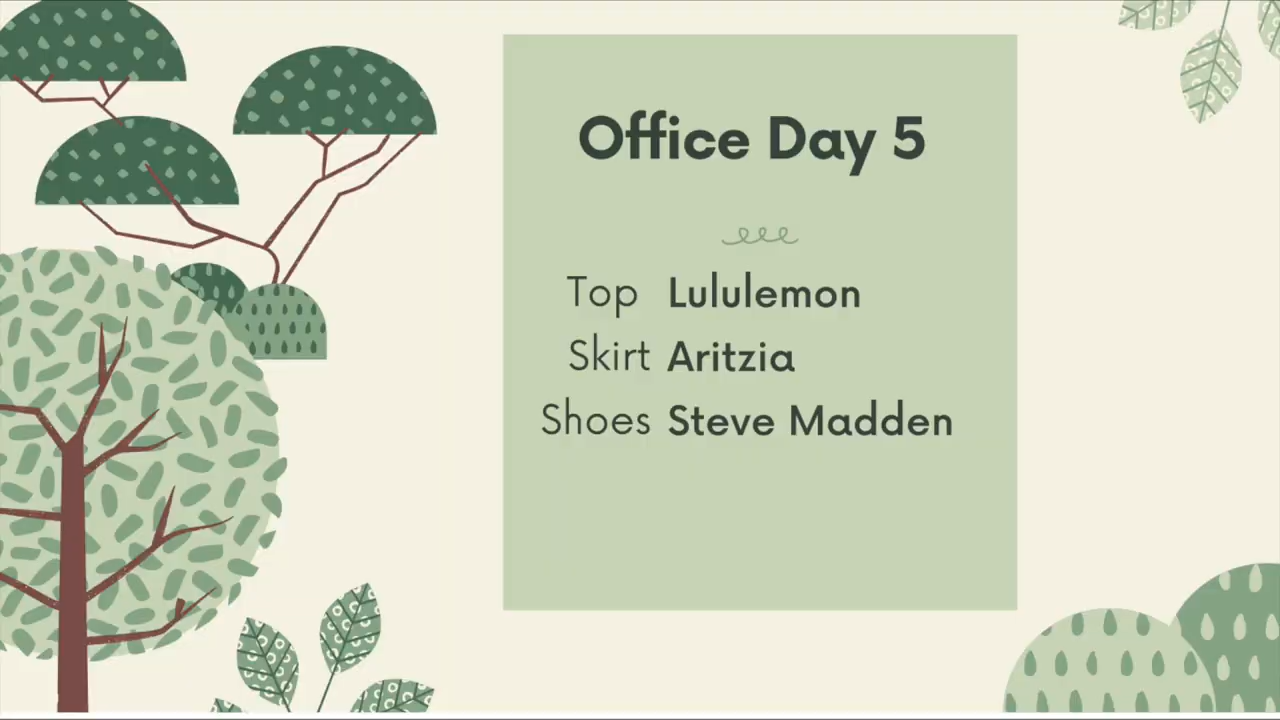 Office Day 5
Top Lululemon
Skirt Aritzia
Shoes Steve Madden